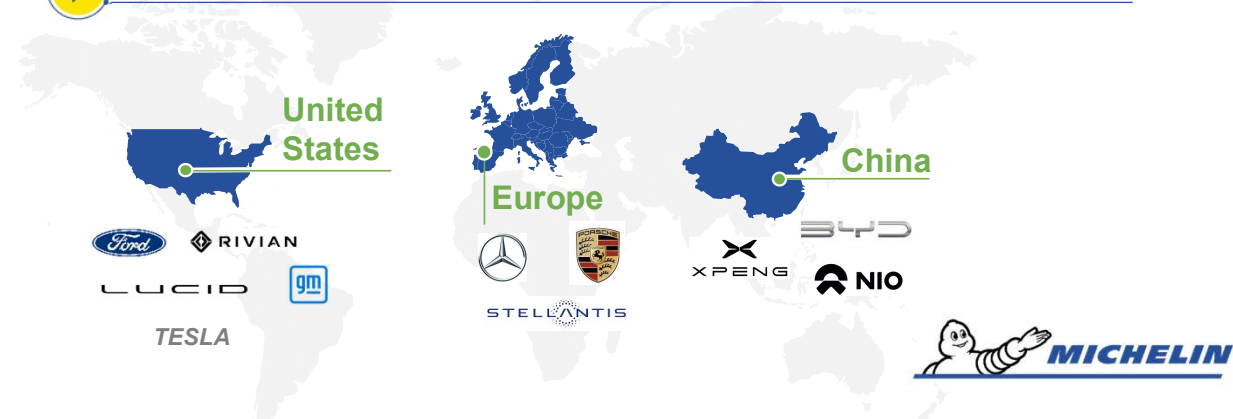 United
States
Europe
China
Ford
RIVIAN
LUCID
gm
TESLA
PORSCHE
STELLANTIS
XPENG
BYD
NIO
MICHELIN